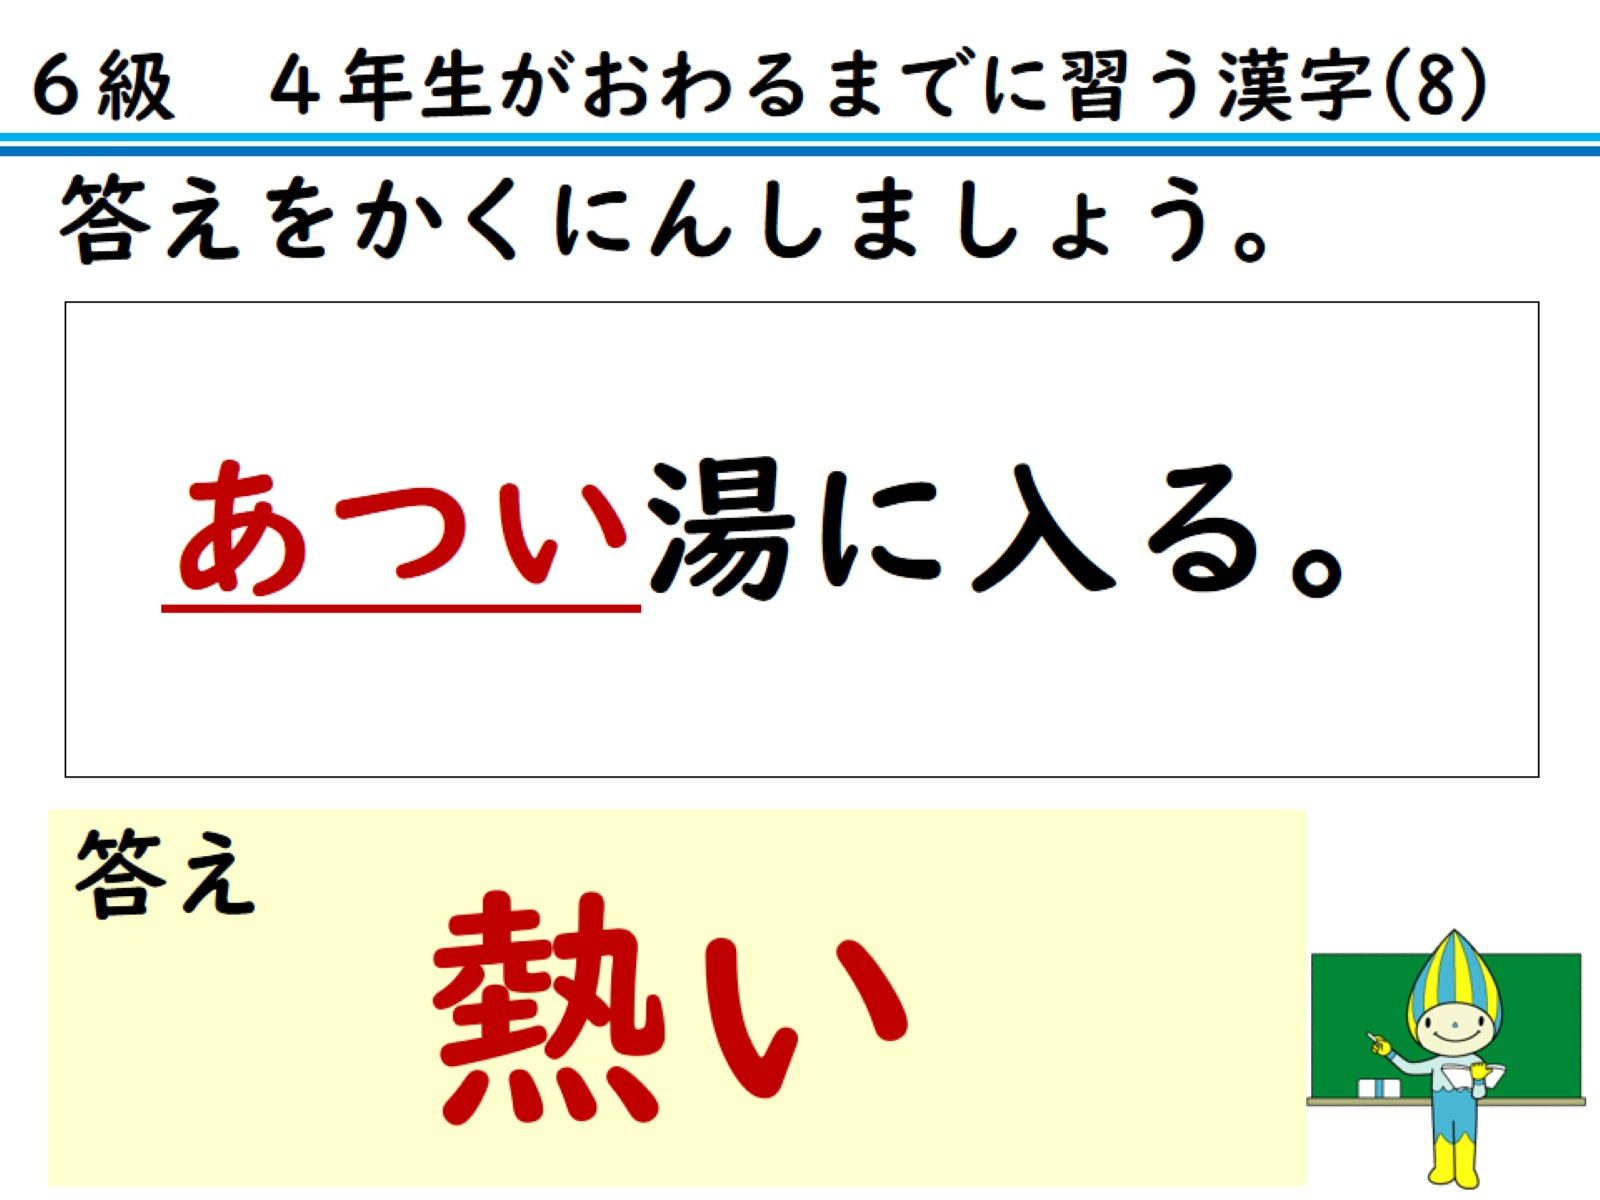 ６級　４年生がおわるまでに習う漢字(8)
答えをかくにんしましょう。
あつい湯に入る。
答え
熱い